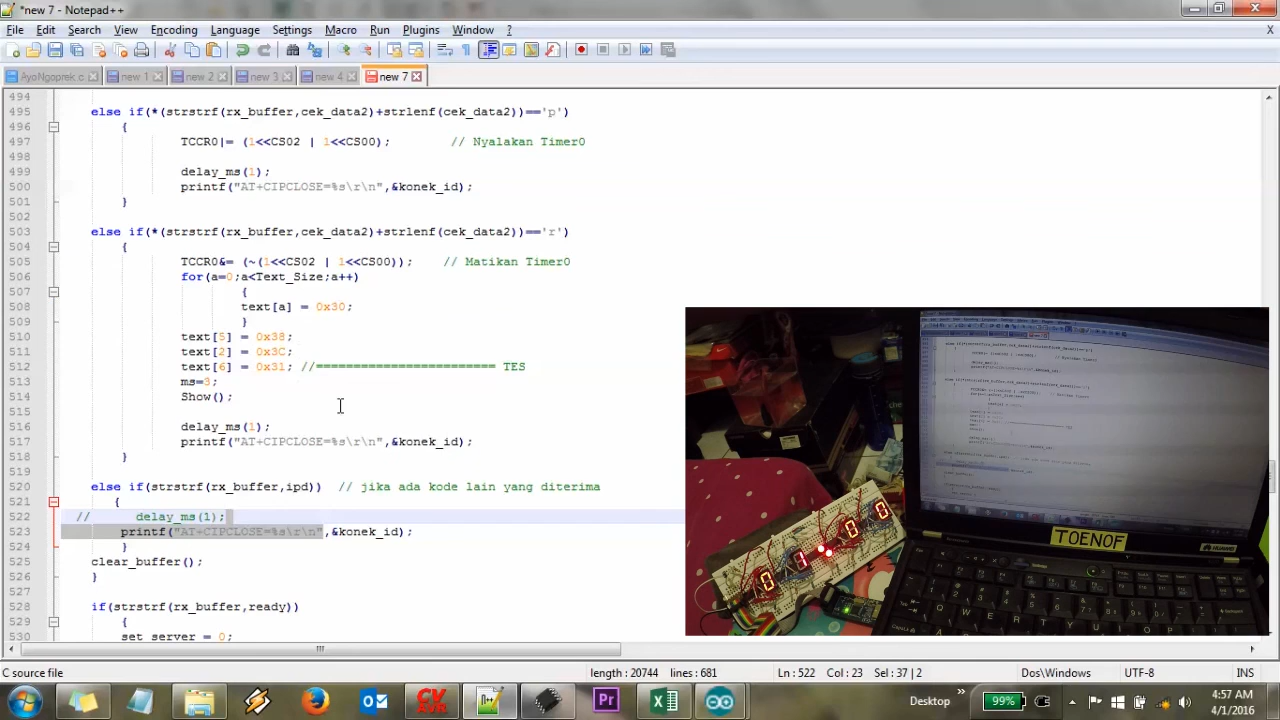 *new 7 - Notepad++
File Edit Search View Encoding Language Settings Macro Run Plugins Window ?
X
AyoNgoprek.c new 1 new 2 new 3 new 4 new 7
494
495 else if(*(strstrf(rx_buffer,cek_data2)+strlenf(cek_data2))=='p')
496 {
497 TCCR0|= (1<<CS02 | 1<<CS00); // Nyalakan Timer0
498
499 delay_ms(1);
500 printf("AT+CIPCLOSE=%s\r\n",&konek_id);
501 }
502
503 else if(*(strstrf(rx_buffer,cek_data2)+strlenf(cek_data2))=='r')
504 {
505 TCCR0&= (~(1<<CS02 | 1<<CS00)); // Matikan Timer0
506 for(a=0;a<Text_Size;a++)
507 {
508 text[a] = 0x30;
509 }
510 text[5] = 0x38;
511 text[2] = 0x3C;
512 text[6] = 0x31; //======================== TES
513 ms=3;
514 Show();
515
516 delay_ms(1);
517 printf("AT+CIPCLOSE=%s\r\n",&konek_id);
518 }
519
520 else if(strstrf(rx_buffer,ipd)) // jika ada kode lain yang diterima
521 {
522 // delay_ms(1);
523 printf("AT+CIPCLOSE=%s\r\n",&konek_id);
524 }
525 clear_buffer();
526 }
527
528 if(strstrf(rx_buffer,ready))
529 {
530 set_server = 0;
0 1 0 0
TOENOF
HUAWEI
C source file length : 20744 lines : 681 Ln : 522 Col : 23 Sel : 37 | 2 Dos\Windows UTF-8 INS
CV AVR Pr Desktop 99% 4:57 AM
4/1/2016